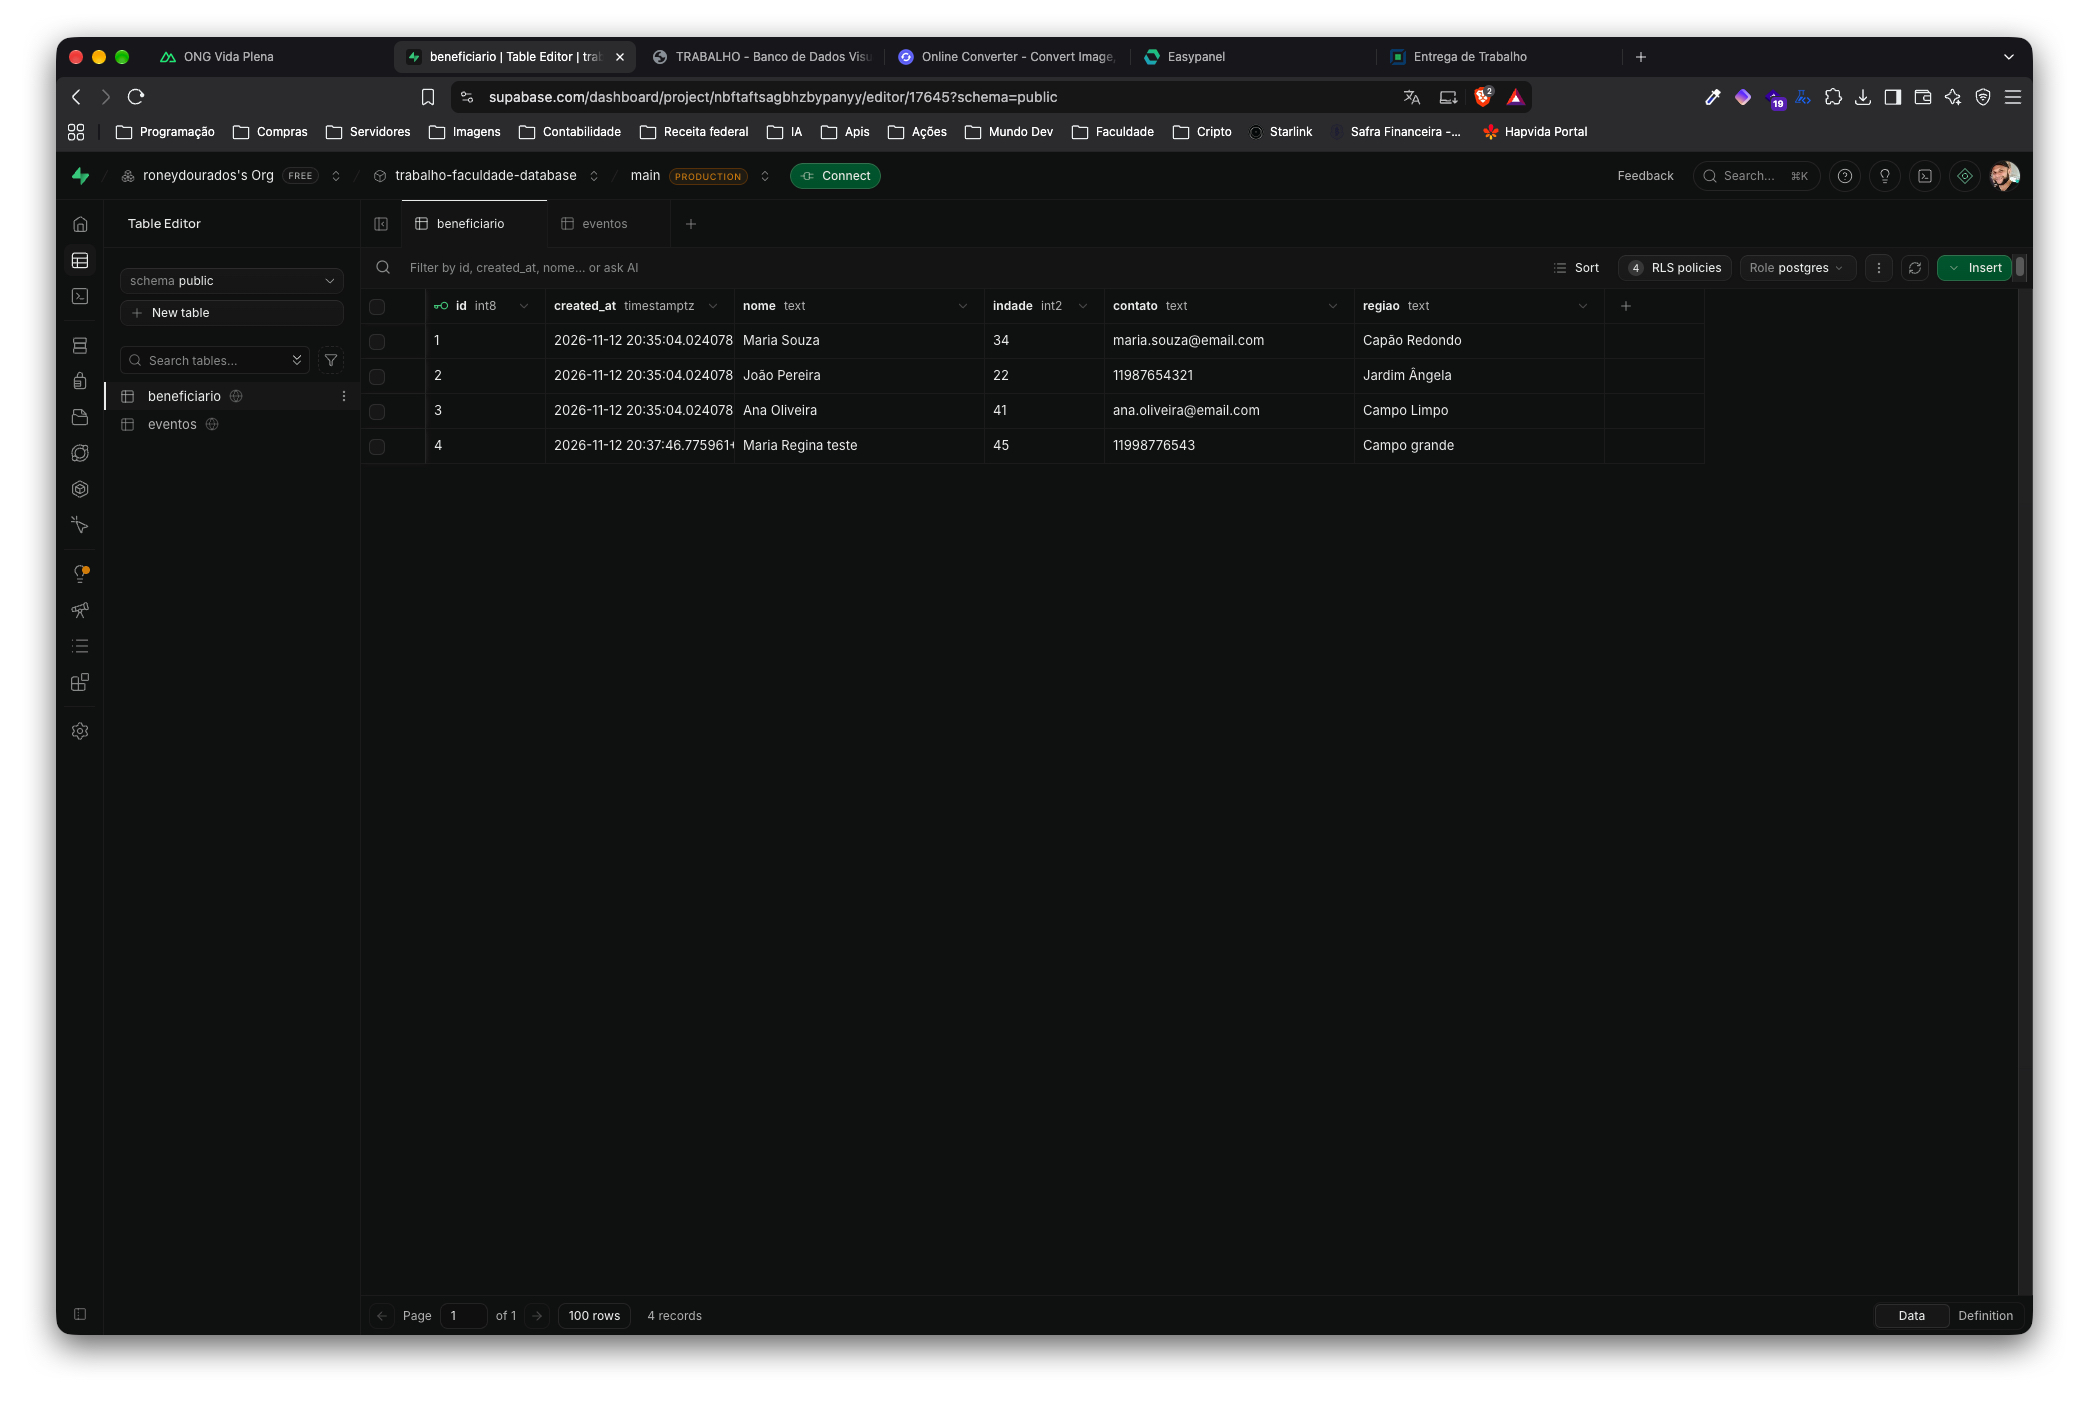 ONG Vida Plena
beneficiario | Table Editor | tra
TRABALHO - Banco de Dados Visu
Online Converter - Convert Image,
Easypanel
Entrega de Trabalho
supabase.com/dashboard/project/nbftaftsagbhzbypanyy/editor/17645?schema=public
2
19
Programação Compras Servidores Imagens Contabilidade Receita federal IA Apis Ações Mundo Dev Faculdade Cripto Starlink Safra Financeira -... Hapvida Portal
roneydourados's Org FREE trabalho-faculdade-database main PRODUCTION Connect Feedback Search... ⌘K
Table Editor
beneficiario
eventos
schema public
Filter by id, created_at, nome... or ask AI
Sort
4 RLS policies
Role postgres
Insert
New table
Search tables...
beneficiario
eventos
id int8 created_at timestamptz nome text indade int2 contato text regiao text
1 2026-11-12 20:35:04.024078 Maria Souza 34 maria.souza@email.com Capão Redondo
2 2026-11-12 20:35:04.024078 João Pereira 22 11987654321 Jardim Ângela
3 2026-11-12 20:35:04.024078 Ana Oliveira 41 ana.oliveira@email.com Campo Limpo
4 2026-11-12 20:37:46.775961+ Maria Regina teste 45 11998776543 Campo grande
Page 1 of 1 100 rows 4 records
Data Definition